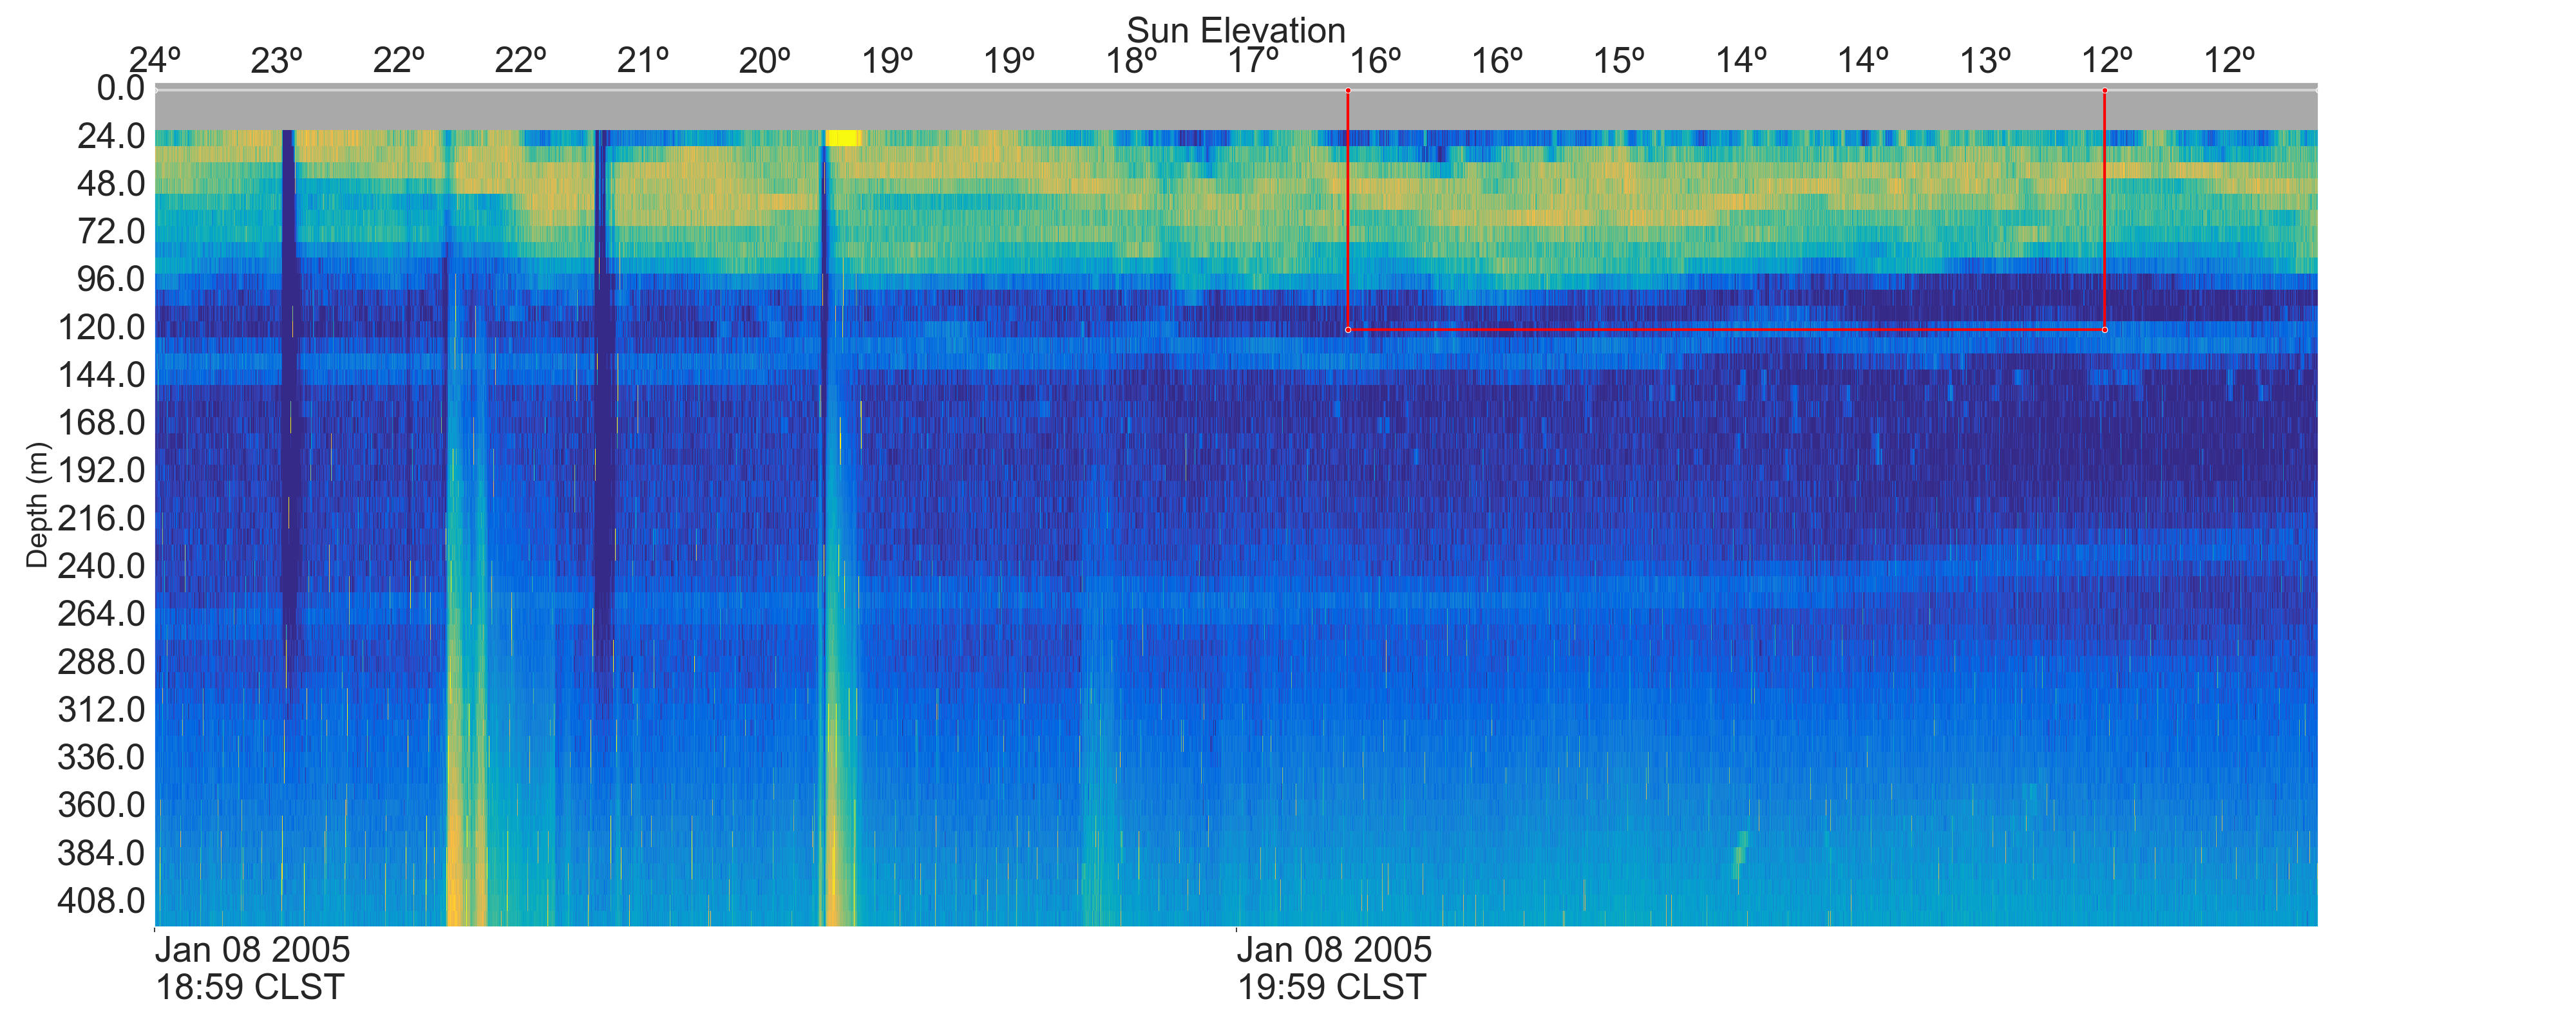 Sun Elevation
24º 23º 22º 22º 21º 20º 19º 19º 18º 17º 16º 16º 15º 14º 14º 13º 12º 12º
0.0
24.0
48.0
72.0
96.0
120.0
144.0
168.0
192.0
216.0
240.0
264.0
288.0
312.0
336.0
360.0
384.0
408.0
Depth (m)
Jan 08 2005
18:59 CLST
Jan 08 2005
19:59 CLST